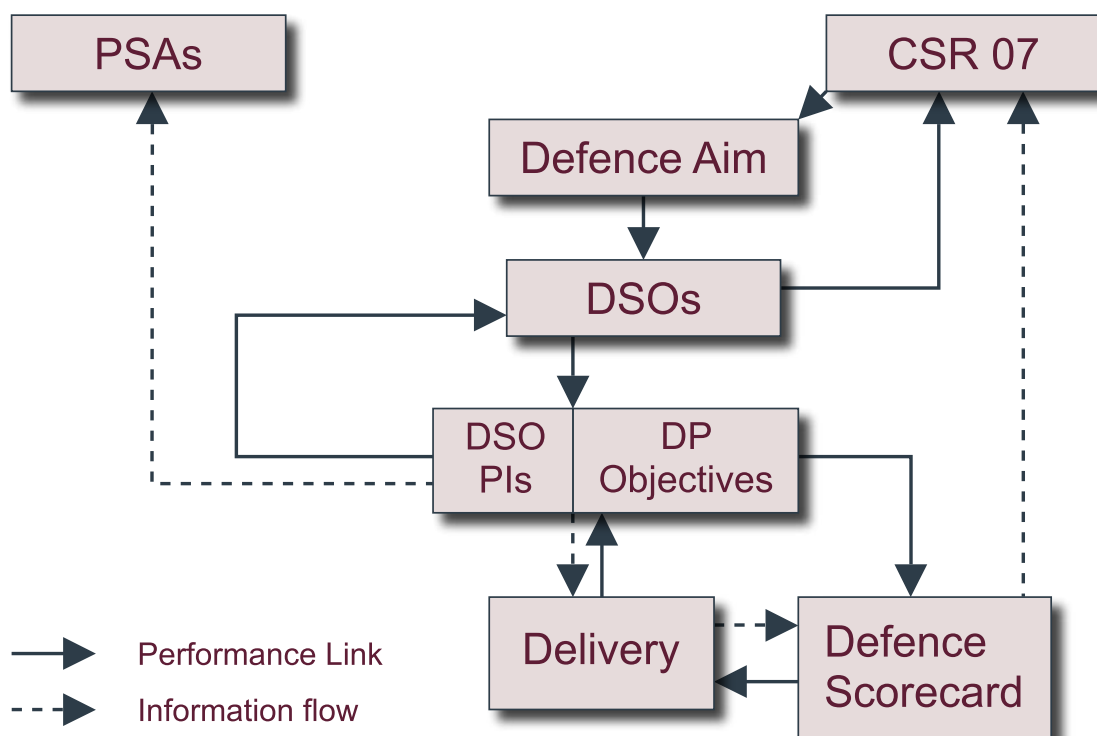 PSAs
CSR 07
Defence Aim
DSOs
DSO
PIs
DP
Objectives
Delivery
Defence
Scorecard
Performance Link
Information flow